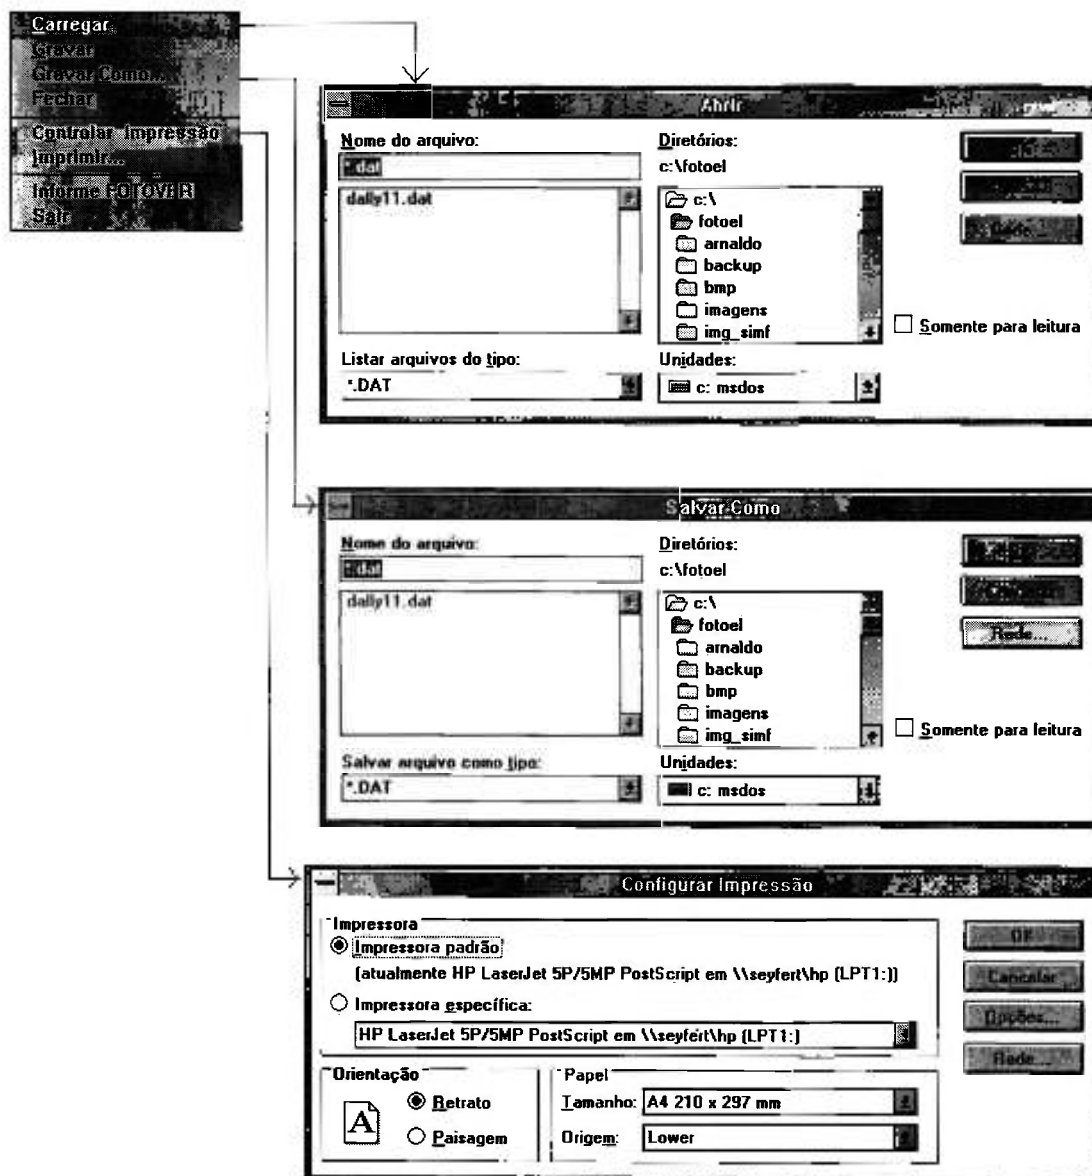 Carregar
Gravar
Gravar Como...
Fechar
Controlar Impressão
Imprimir...
Informe FOTOVER
Sair
Abrir
Nome do arquivo:
*.dat
dally11.dat
Listar arquivos do tipo:
*.DAT
Diretórios:
c:\fotoel
c:\
fotoel
arnaldo
backup
bmp
imagens
img_simf
Unidades:
c: msdos
Rede...
Somente para leitura
Salvar Como
Nome do arquivo:
*.dat
dally11.dat
Salvar arquivo como tipo:
*.DAT
Diretórios:
c:\fotoel
c:\
fotoel
arnaldo
backup
bmp
imagens
img_simf
Unidades:
c: msdos
Rede...
Somente para leitura
Configurar Impressão
Impressora
Impressora padrão
(atualmente HP LaserJet 5P/5MP PostScript em \\seyfert\hp (LPT1:))
Impressora específica:
HP LaserJet 5P/5MP PostScript em \\seyfert\hp (LPT1:)
OK
Cancelar
Opções...
Rede...
Orientação
A
Retrato
Paisagem
Papel
Tamanho: A4 210 x 297 mm
Origem: Lower